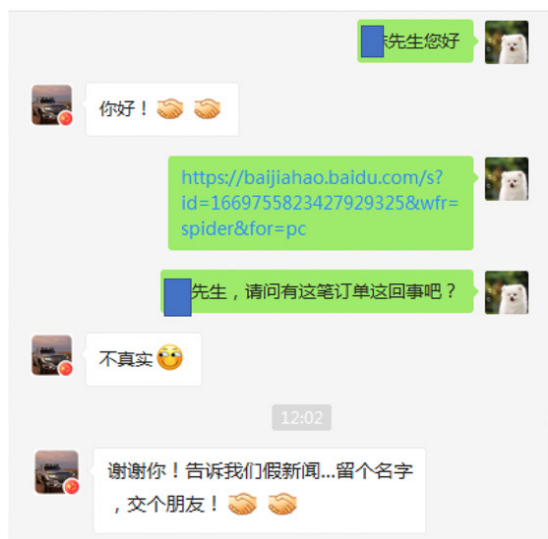 先生您好
你好！
https://baijiahao.baidu.com/s?
id=1669755823427929325&wfr=
spider&for=pc
先生，请问有这笔订单这回事吧？
不真实
12:02
谢谢你！告诉我们假新闻...留个名字
，交个朋友！